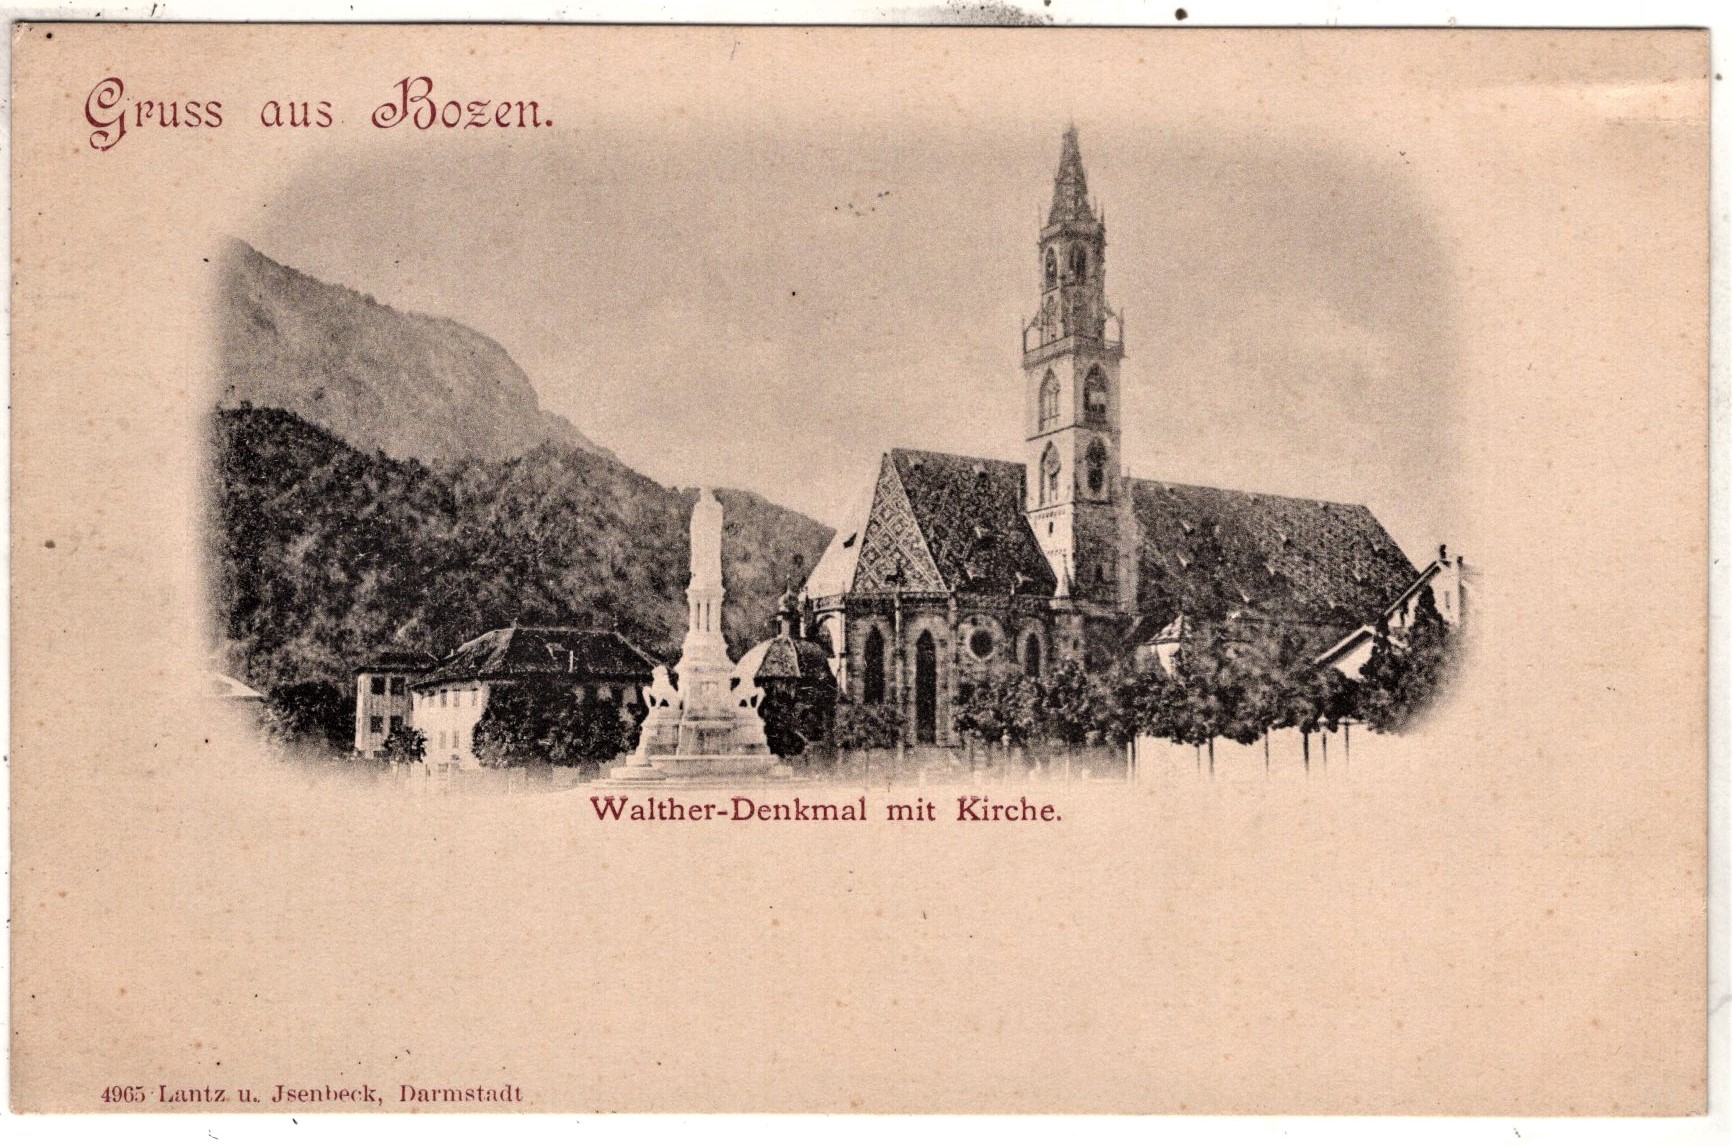 Gruss aus Bozen.
Walther-Denkmal mit Kirche.
4965 Lantz u. Jsenbeck, Darmstadt